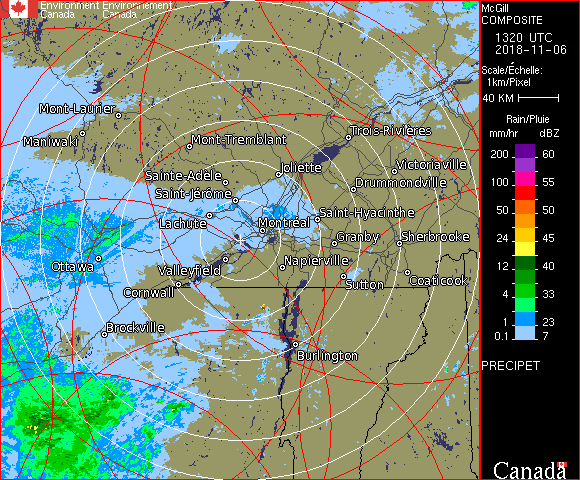 Environment Environnement
Canada Canada
McGill
COMPOSITE
1320 UTC
2018-11-06
Scale/Échelle:
1km/Pixel
40 KM
Rain/Pluie
mm/hr dBZ
200 60
150 57
100 55
50 50
24 45
12 40
4 33
1 23
0.1 7
PRECIPET
Mont-Laurier
Maniwaki
Mont-Tremblant
Trois-Rivières
Joliette
Victoriaville
Sainte-Adèle
Drummondville
Saint-Jérôme
Saint-Hyacinthe
Lachute
Montréal
Granby
Sherbrooke
Ottawa
Valleyfield
Napierville
Sutton
Coaticook
Cornwall
Brockville
Burlington
Canada